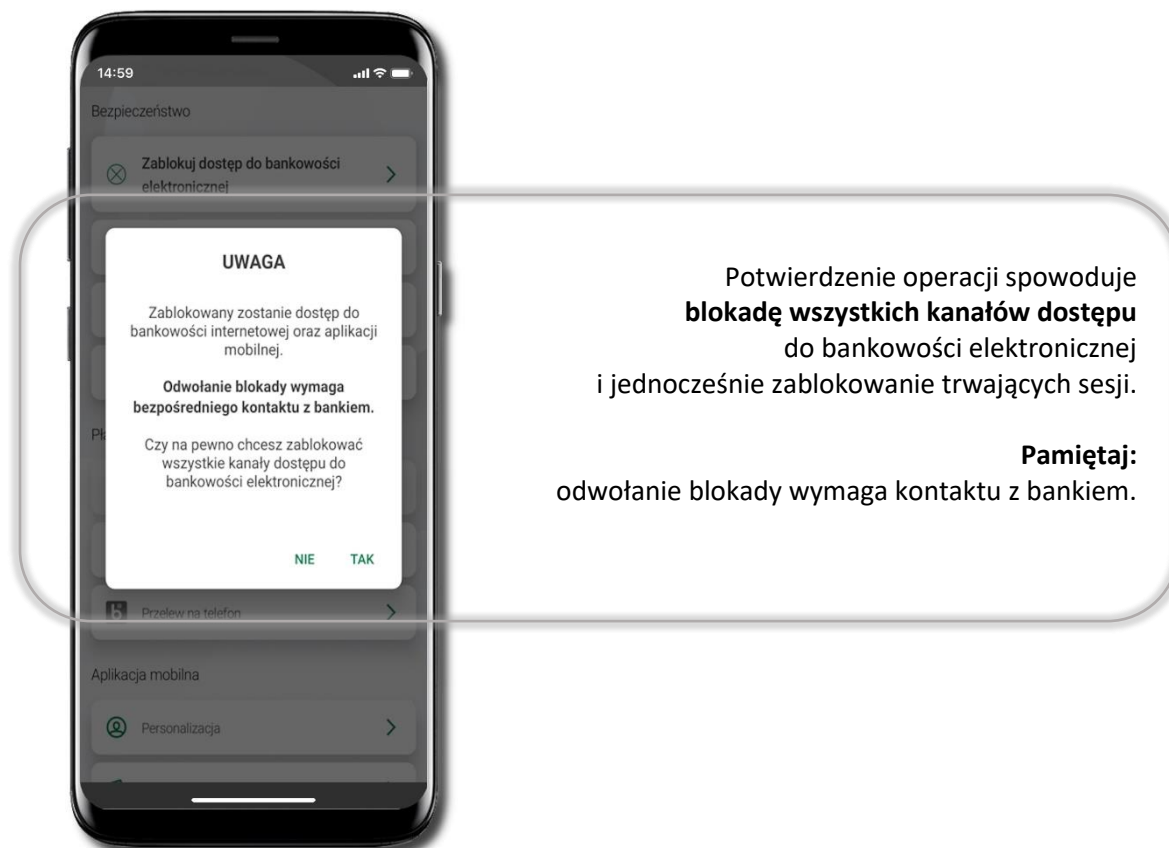 14:59
Bezpieczeństwo
Zablokuj dostęp do bankowości
elektronicznej
UWAGA
Zablokowany zostanie dostęp do
bankowości internetowej oraz aplikacji
mobilnej.
Odwołanie blokady wymaga
bezpośredniego kontaktu z bankiem.
Czy na pewno chcesz zablokować
wszystkie kanały dostępu do
bankowości elektronicznej?
NIE TAK
Przelew na telefon
Aplikacja mobilna
Personalizacja
Potwierdzenie operacji spowoduje
blokadę wszystkich kanałów dostępu
do bankowości elektronicznej
i jednocześnie zablokowanie trwających sesji.
Pamiętaj:
odwołanie blokady wymaga kontaktu z bankiem.